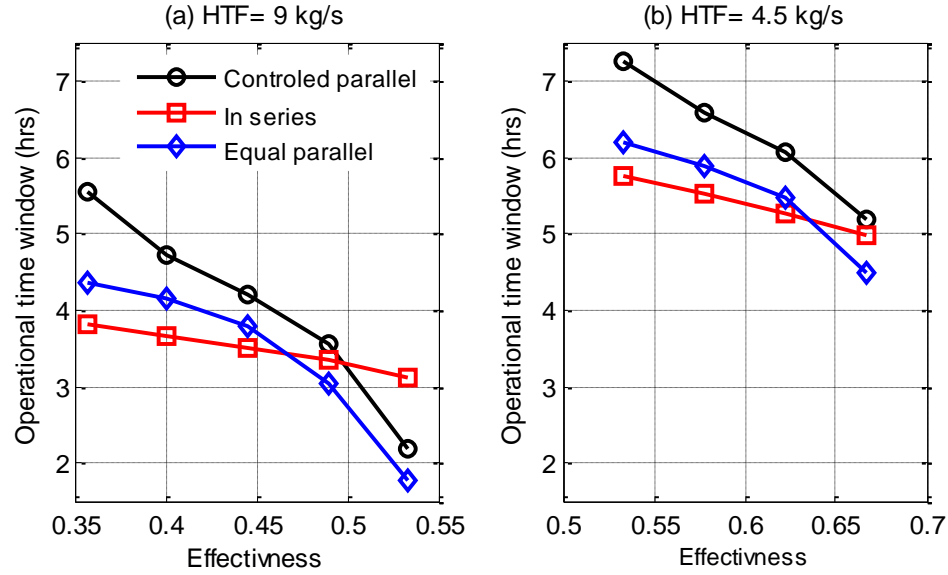 (a) HTF= 9 kg/s
Operational time window (hrs)
7
6
5
4
3
2
Controled parallel
In series
Equal parallel
0.35 0.4 0.45 0.5 0.55
Effectivness
(b) HTF= 4.5 kg/s
Operational time window (hrs)
7
6
5
4
3
2
0.5 0.55 0.6 0.65 0.7
Effectivness